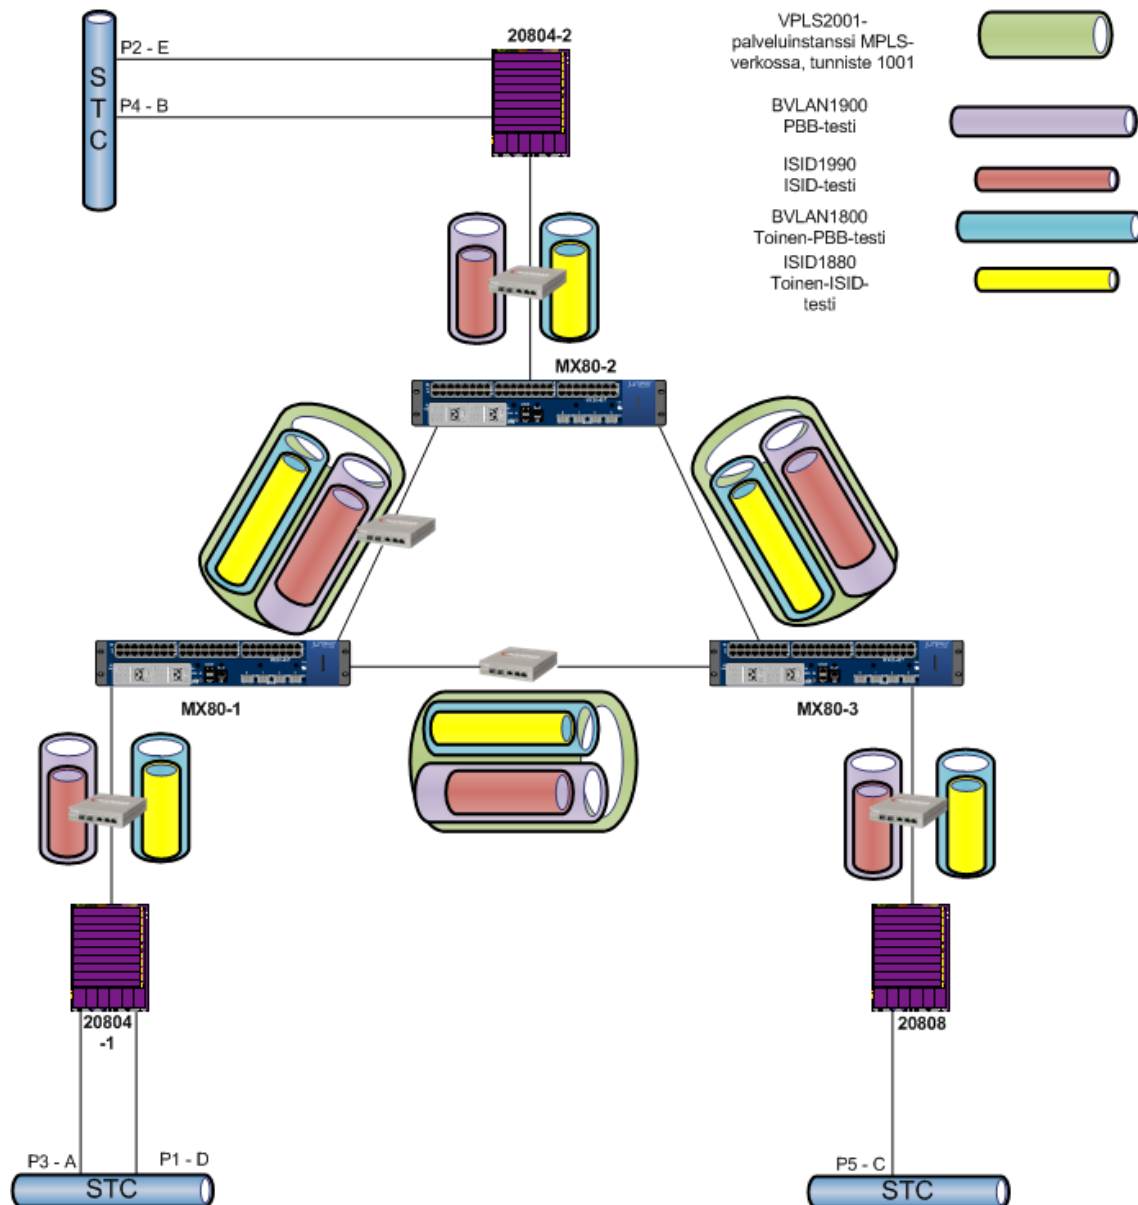 P2 - E
P4 - B
STC
20804-2
VPLS2001-
palveluinstanssi MPLS-
verkossa, tunniste 1001
BVLAN1900
PBB-testi
ISID1990
ISID-testi
BVLAN1800
Toinen-PBB-testi
ISID1880
Toinen-ISID-
testi
MX80-2
MX80-1
MX80-3
20804
-1
20808
P3 - A
P1 - D
STC
P5 - C
STC